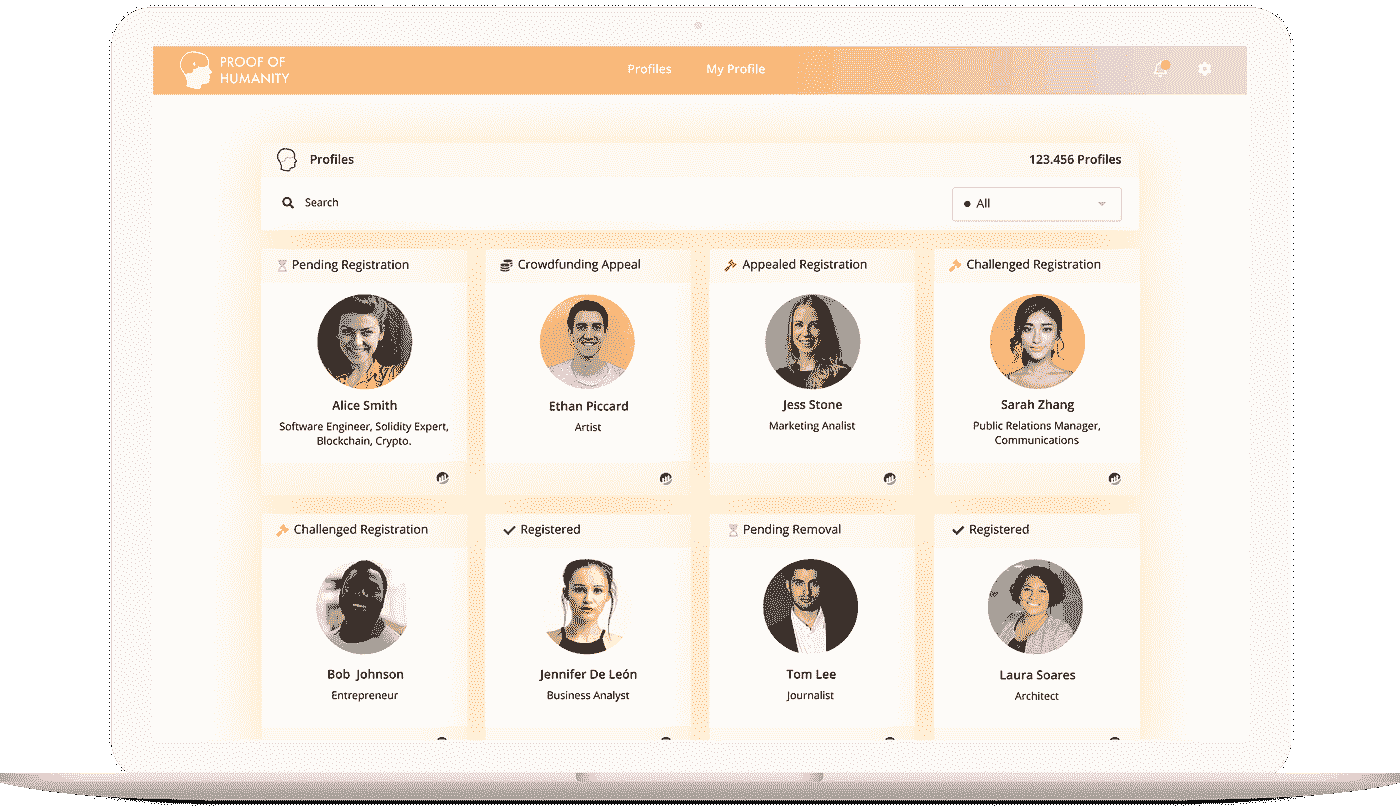 PROOF OF
HUMANITY
Profiles
My Profile
Profiles
123.456 Profiles
Search
All
Pending Registration
Crowdfunding Appeal
Appealed Registration
Challenged Registration
Alice Smith
Software Engineer, Solidity Expert,
Blockchain, Crypto.
Ethan Piccard
Artist
Jess Stone
Marketing Analist
Sarah Zhang
Public Relations Manager,
Communications
Challenged Registration
Registered
Pending Removal
Registered
Bob Johnson
Entrepreneur
Jennifer De León
Business Analyst
Tom Lee
Journalist
Laura Soares
Architect